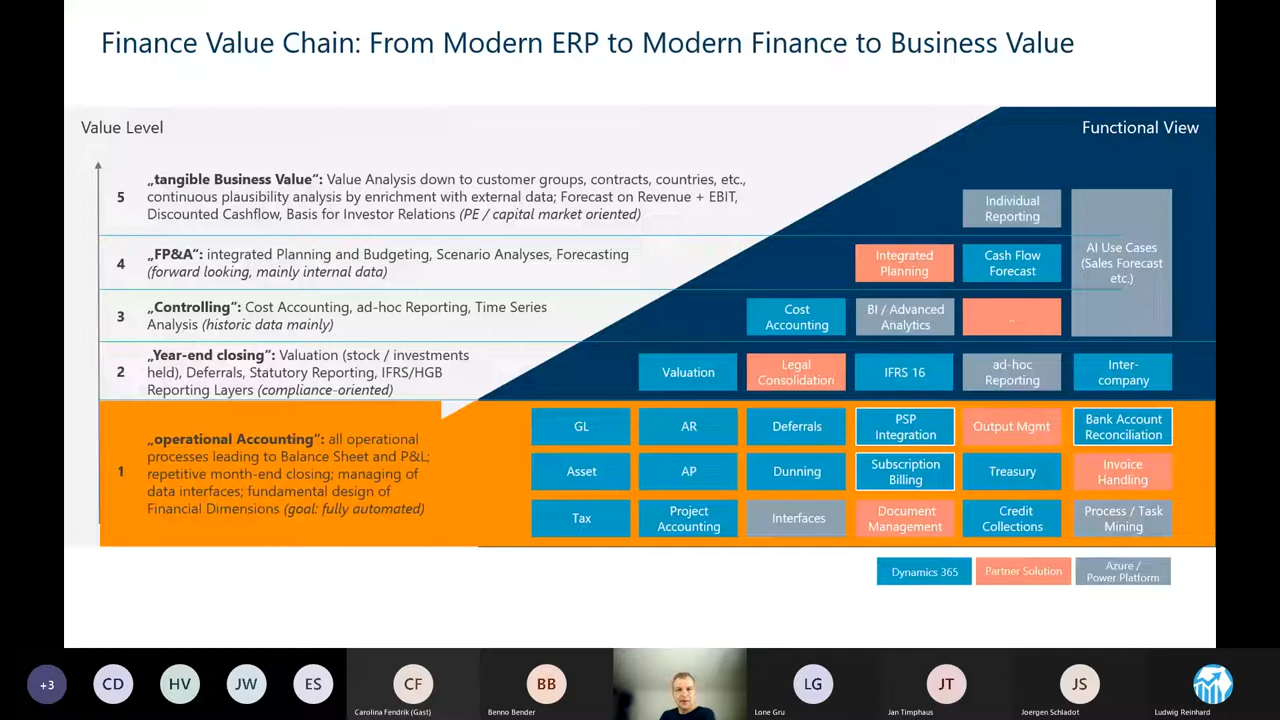 Finance Value Chain: From Modern ERP to Modern Finance to Business Value
Value Level
Functional View
5
„tangible Business Value“: Value Analysis down to customer groups, contracts, countries, etc.,
continuous plausibility analysis by enrichment with external data; Forecast on Revenue + EBIT,
Discounted Cashflow, Basis for Investor Relations (PE / capital market oriented)
Individual
Reporting
AI Use Cases
(Sales Forecast
etc.)
4
„FP&A“: integrated Planning and Budgeting, Scenario Analyses, Forecasting
(forward looking, mainly internal data)
Integrated
Planning
Cash Flow
Forecast
3
„Controlling“: Cost Accounting, ad-hoc Reporting, Time Series
Analysis (historic data mainly)
Cost
Accounting
BI / Advanced
Analytics
..
2
„Year-end closing“: Valuation (stock / investments
held), Deferrals, Statutory Reporting, IFRS/HGB
Reporting Layers (compliance-oriented)
Valuation
Legal
Consolidation
IFRS 16
ad-hoc
Reporting
Inter-
company
1
„operational Accounting“: all operational
processes leading to Balance Sheet and P&L;
repetitive month-end closing; managing of
data interfaces; fundamental design of
Financial Dimensions (goal: fully automated)
GL
AR
Deferrals
PSP
Integration
Output Mgmt
Bank Account
Reconciliation
Asset
AP
Dunning
Subscription
Billing
Treasury
Invoice
Handling
Tax
Project
Accounting
Interfaces
Document
Management
Credit
Collections
Process / Task
Mining
Dynamics 365
Partner Solution
Azure /
Power Platform
+3
CD
HV
JW
ES
CF
Carolina Fendrik (Gast)
BB
Benno Bender
LG
Lone Gru
JT
Jan Timphaus
JS
Joergen Schladot
Ludwig Reinhard